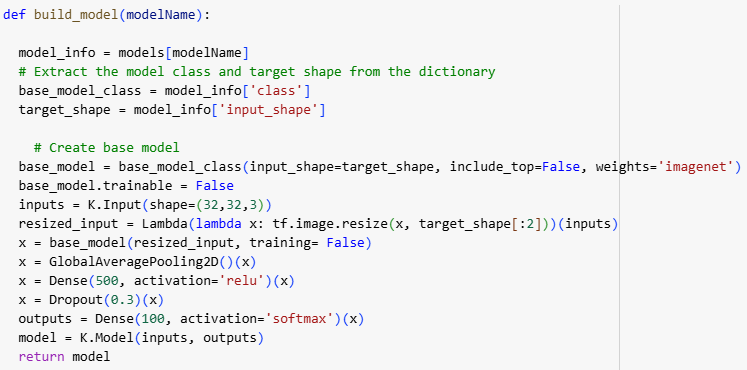 def build_model(modelName):
model_info = models[modelName]
# Extract the model class and target shape from the dictionary
base_model_class = model_info['class']
target_shape = model_info['input_shape']
# Create base model
base_model = base_model_class(input_shape=target_shape, include_top=False, weights='imagenet')
base_model.trainable = False
inputs = K.Input(shape=(32,32,3))
resized_input = Lambda(lambda x: tf.image.resize(x, target_shape[:2]))(inputs)
x = base_model(resized_input, training= False)
x = GlobalAveragePooling2D()(x)
x = Dense(500, activation='relu')(x)
x = Dropout(0.3)(x)
outputs = Dense(100, activation='softmax')(x)
model = K.Model(inputs, outputs)
return model